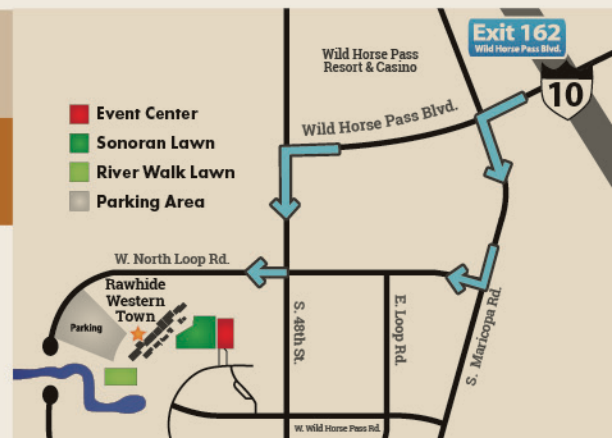 Exit 162
Wild Horse Pass Blvd.
10
Wild Horse Pass
Resort & Casino
Wild Horse Pass Blvd.
Event Center
Sonoran Lawn
River Walk Lawn
Parking Area
W. North Loop Rd.
Rawhide
Western
Town
Parking
S. 48th St.
E. Loop Rd.
S. Maricopa Rd.
W. Wild Horse Pass Rd.